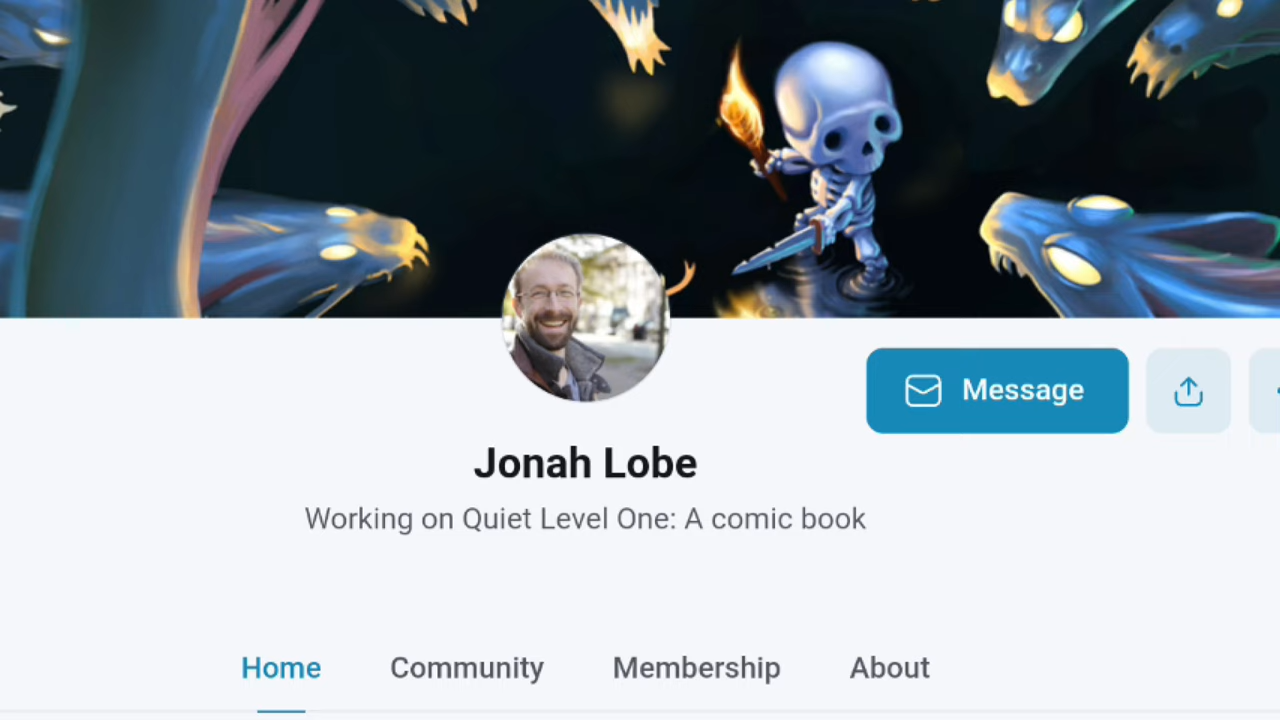 Message
Jonah Lobe
Working on Quiet Level One: A comic book
Home Community Membership About